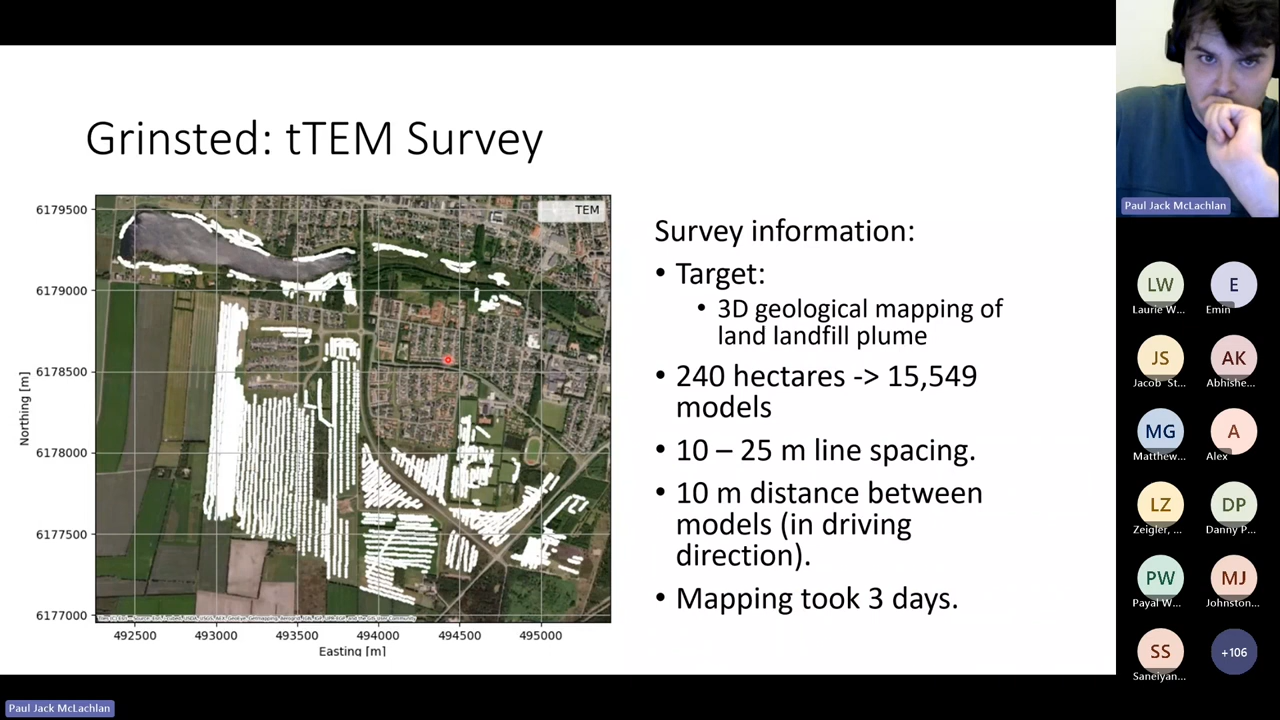 Grinsted: tTEM Survey
TEM
6179500
6179000
6178500
6178000
6177500
6177000
Northing [m]
492500 493000 493500 494000 494500 495000
Easting [m]
Survey information:
• Target:
• 3D geological mapping of
land landfill plume
• 240 hectares -> 15,549
models
• 10 – 25 m line spacing.
• 10 m distance between
models (in driving
direction).
• Mapping took 3 days.
Paul Jack McLachlan
LW E
Laurie W... Emin
JS AK
Jacob St... Abhishe...
MG A
Matthew... Alex
LZ DP
Zeigler, ... Danny P...
PW MJ
Payal W... Johnston...
SS +106
Saneiyan...
Paul Jack McLachlan